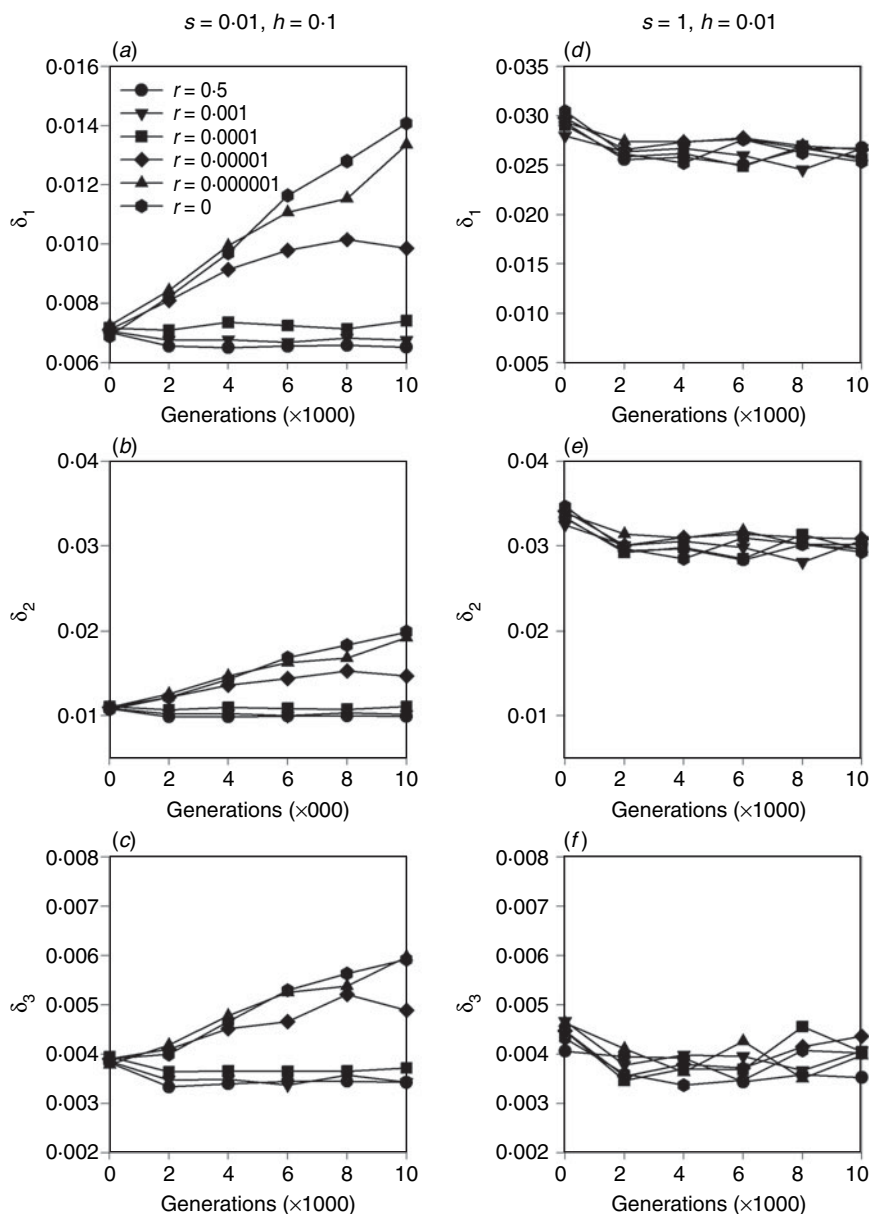 s = 0·01, h = 0·1
s = 1, h = 0·01
(a)
0·016
0·014
0·012
0·010
0·008
0·006
δ1
r = 0·5
r = 0·001
r = 0·0001
r = 0·00001
r = 0·000001
r = 0
0 2 4 6 8 10
Generations (×1000)
(d)
0·035
0·030
0·025
0·020
0·015
0·010
0·005
δ1
0 2 4 6 8 10
Generations (×1000)
(b)
0·04
0·03
0·02
0·01
δ2
0 2 4 6 8 10
Generations (×000)
(e)
0·04
0·03
0·02
0·01
δ2
0 2 4 6 8 10
Generations (×1000)
(c)
0·008
0·007
0·006
0·005
0·004
0·003
0·002
δ3
0 2 4 6 8 10
Generations (×1000)
(f)
0·008
0·007
0·006
0·005
0·004
0·003
0·002
δ3
0 2 4 6 8 10
Generations (×1000)